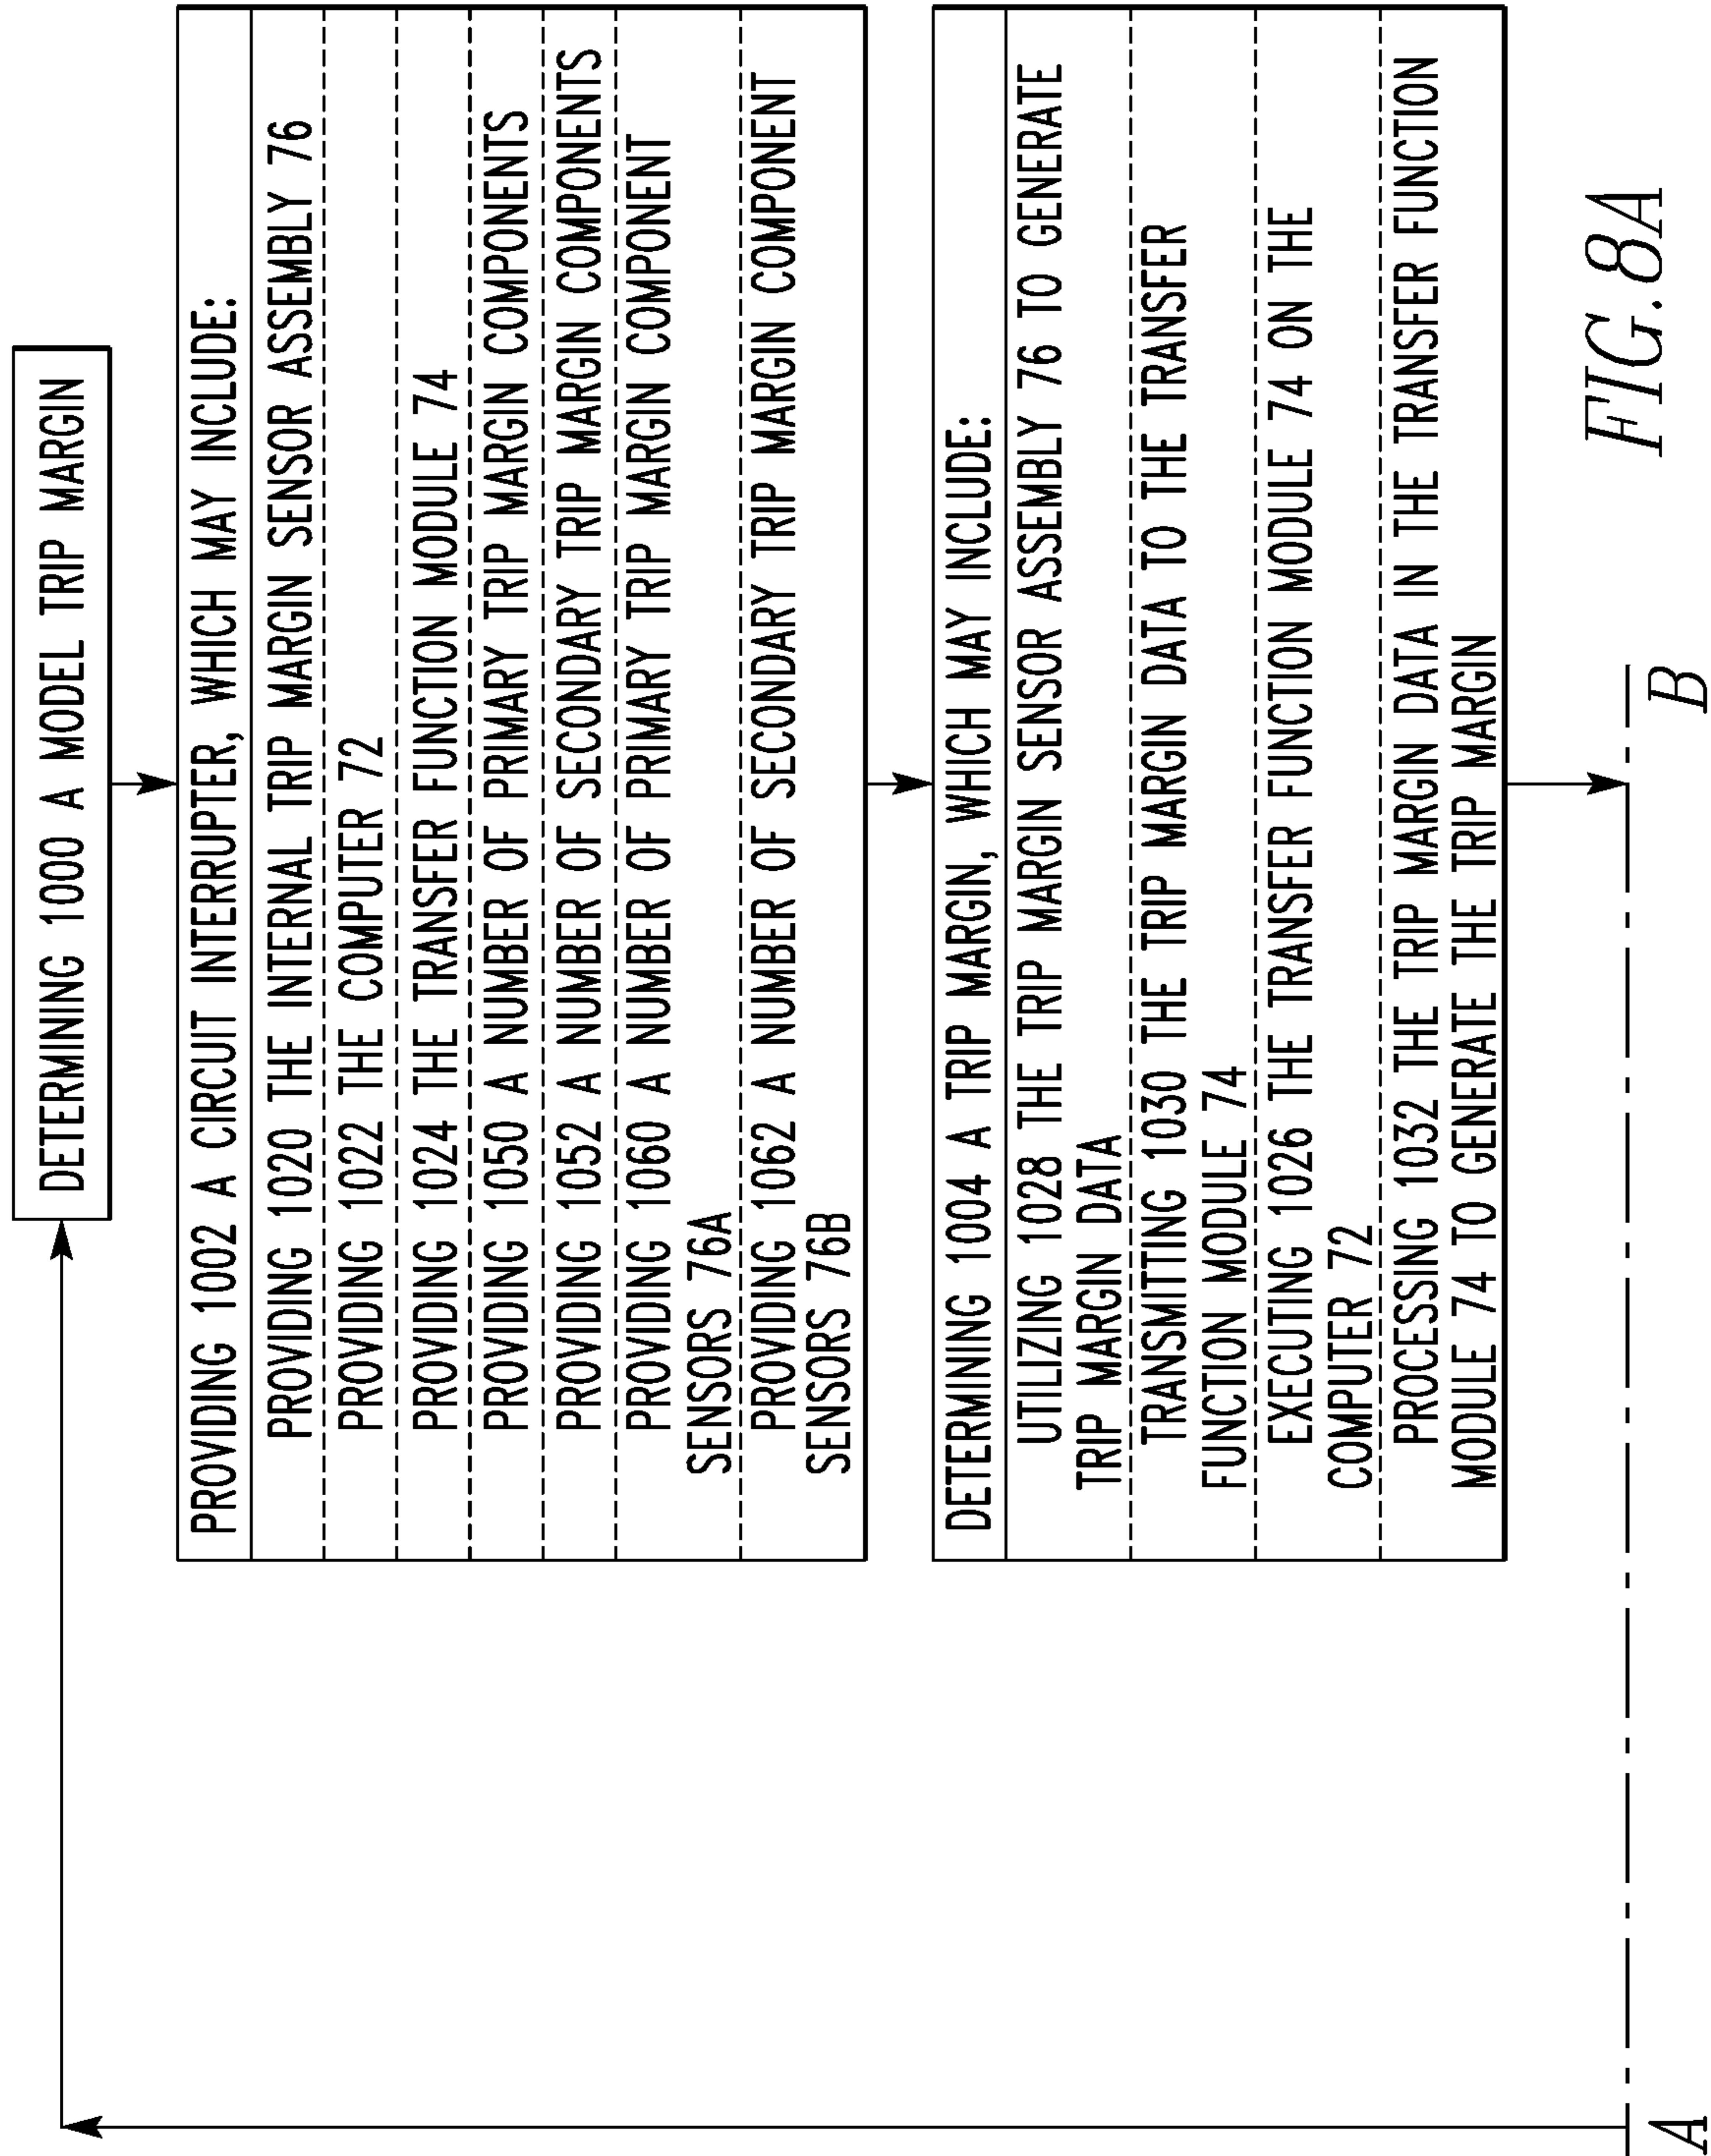 DETERMINING 1000 A MODEL TRIP MARGIN
PROVIDING 1002 A CIRCUIT INTERRUPTER, WHICH MAY INCLUDE:
PROVIDING 1020 THE INTERNAL TRIP MARGIN SENSOR ASSEMBLY 76
PROVIDING 1022 THE COMPUTER 72
PROVIDING 1024 THE TRANSFER FUNCTION MODULE 74
PROVIDING 1050 A NUMBER OF PRIMARY TRIP MARGIN COMPONENTS
PROVIDING 1052 A NUMBER OF SECONDARY TRIP MARGIN COMPONENTS
PROVIDING 1060 A NUMBER OF PRIMARY TRIP MARGIN COMPONENT
SENSORS 76A
PROVIDING 1062 A NUMBER OF SECONDARY TRIP MARGIN COMPONENT
SENSORS 76B
DETERMINING 1004 A TRIP MARGIN, WHICH MAY INCLUDE:
UTILIZING 1028 THE TRIP MARGIN SENSOR ASSEMBLY 76 TO GENERATE
TRIP MARGIN DATA
TRANSMITTING 1030 THE TRIP MARGIN DATA TO THE TRANSFER
FUNCTION MODULE 74
EXECUTING 1026 THE TRANSFER FUNCTION MODULE 74 ON THE
COMPUTER 72
PROCESSING 1032 THE TRIP MARGIN DATA IN THE TRANSFER FUNCTION
MODULE 74 TO GENERATE THE TRIP MARGIN
A
B
FIG.8A